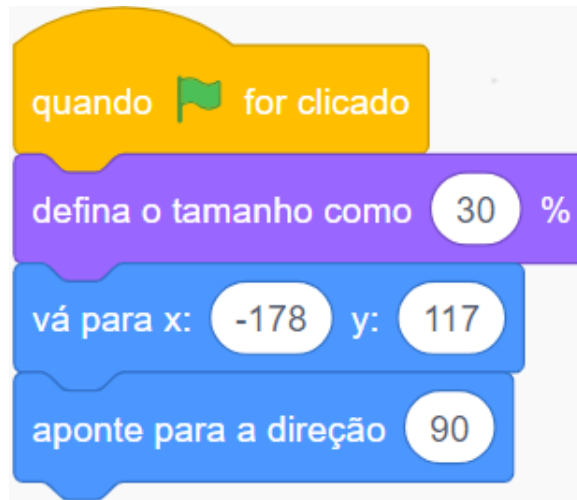 quando for clicado
defina o tamanho como 30 %
vá para x: -178 y: 117
aponte para a direção 90